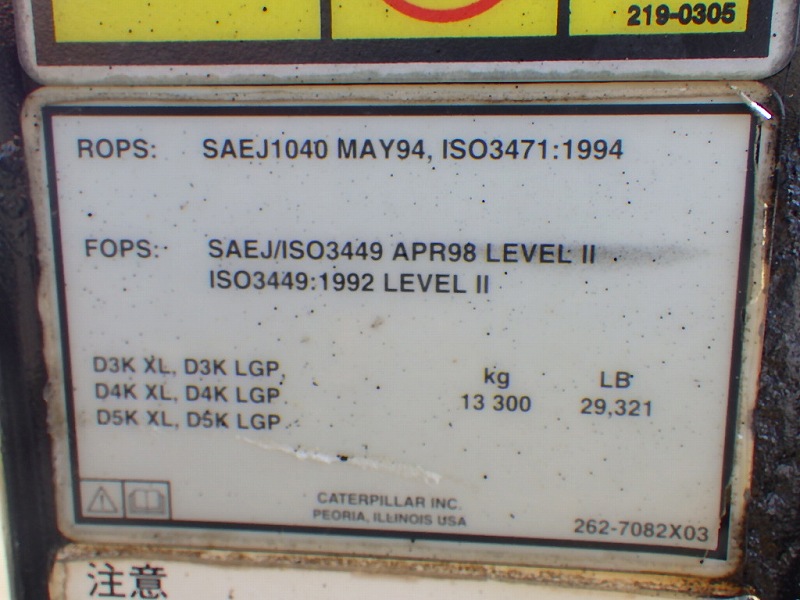 219-0305
ROPS: SAEJ1040 MAY94, ISO3471:1994
FOPS: SAEJ/ISO3449 APR98 LEVEL II
ISO3449:1992 LEVEL II
D3K XL, D3K LGP, kg LB
D4K XL, D4K LGP 13 300 29,321
D5K XL, D5K LGP
CATERPILLAR INC.
PEORIA, ILLINOIS USA
262-7082X03
注意